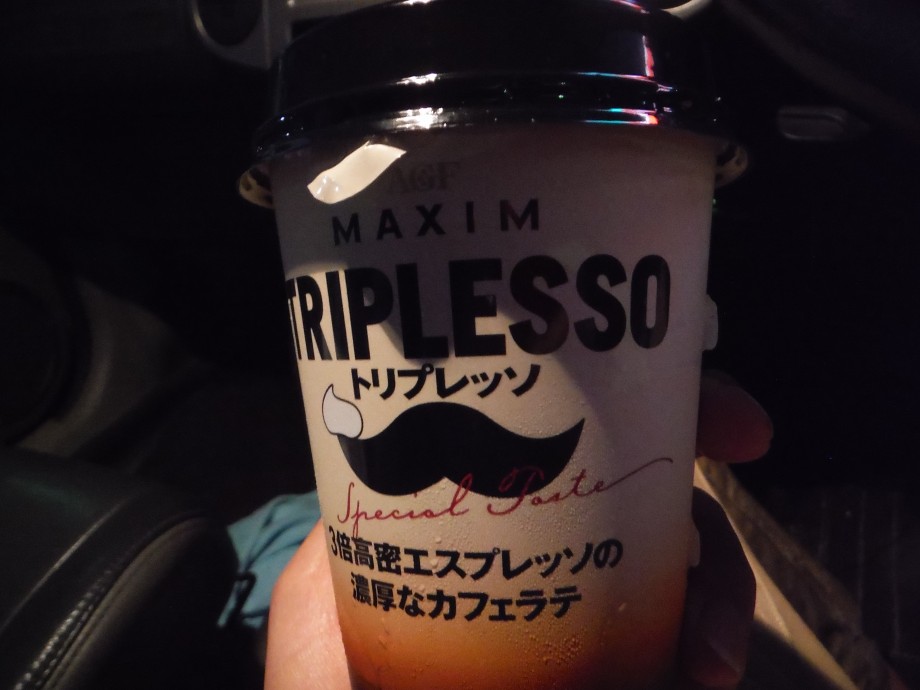 AGF
MAXIM
TRIPLESSO
トリプレッソ
Special Taste
3倍高密エスプレッソの
濃厚なカフェラテ